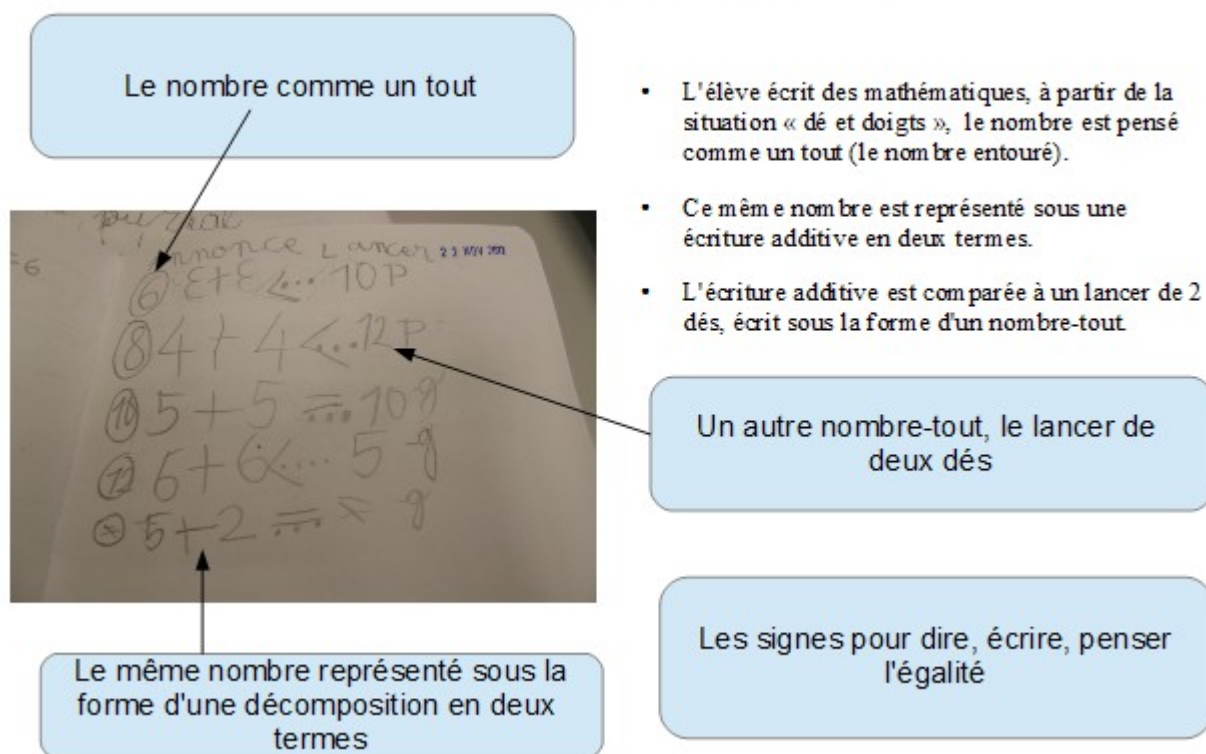 Le nombre comme un tout
• L'élève écrit des mathématiques, à partir de la
situation « dé et doigts », le nombre est pensé
comme un tout (le nombre entouré).
• Ce même nombre est représenté sous une
écriture additive en deux termes.
• L'écriture additive est comparée à un lancer de 2
dés, écrit sous la forme d'un nombre-tout.
=6
Annonce Lancer
6 3+3 <... 10 P
8 4+4 <... 12 P
10 5+5 =... 10 g
12 6+6 <.... 5 g
5+2 =...  g
Un autre nombre-tout, le lancer de
deux dés
Les signes pour dire, écrire, penser
l'égalité
Le même nombre représenté sous la
forme d'une décomposition en deux
termes